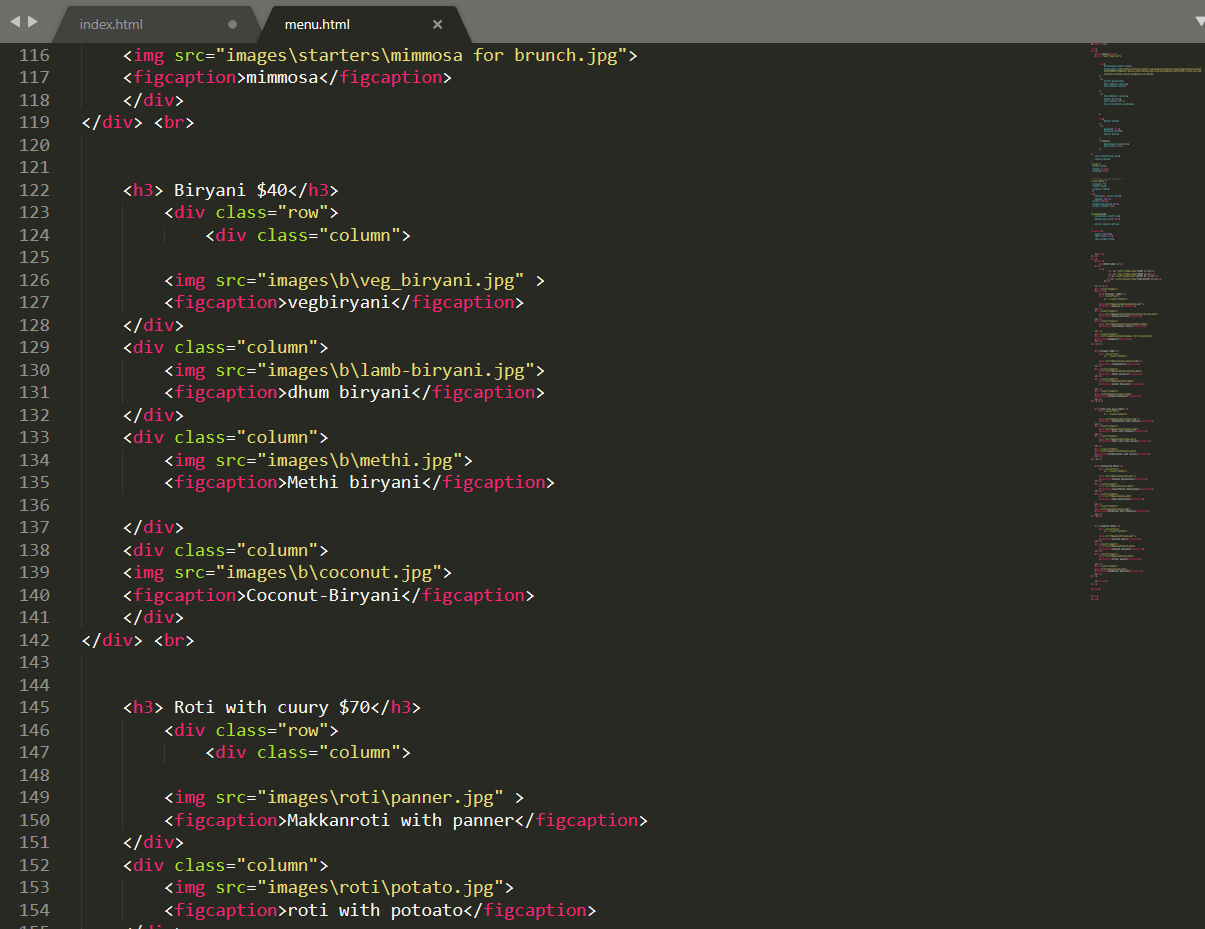 index.html
menu.html
116 <img src="images\starters\mimmosa for brunch.jpg">
117 <figcaption>mimmosa</figcaption>
118 </div>
119 </div> <br>
120
121
122 <h3> Biryani $40</h3>
123 <div class="row">
124 <div class="column">
125
126 <img src="images\b\veg_biryani.jpg" >
127 <figcaption>vegbiryani</figcaption>
128 </div>
129 <div class="column">
130 <img src="images\b\lamb-biryani.jpg">
131 <figcaption>dhum biryani</figcaption>
132 </div>
133 <div class="column">
134 <img src="images\b\methi.jpg">
135 <figcaption>Methi biryani</figcaption>
136
137 </div>
138 <div class="column">
139 <img src="images\b\coconut.jpg">
140 <figcaption>Coconut-Biryani</figcaption>
141 </div>
142 </div> <br>
143
144
145 <h3> Roti with cuury $70</h3>
146 <div class="row">
147 <div class="column">
148
149 <img src="images\roti\panner.jpg" >
150 <figcaption>Makkanroti with panner</figcaption>
151 </div>
152 <div class="column">
153 <img src="images\roti\potato.jpg">
154 <figcaption>roti with potoato</figcaption>